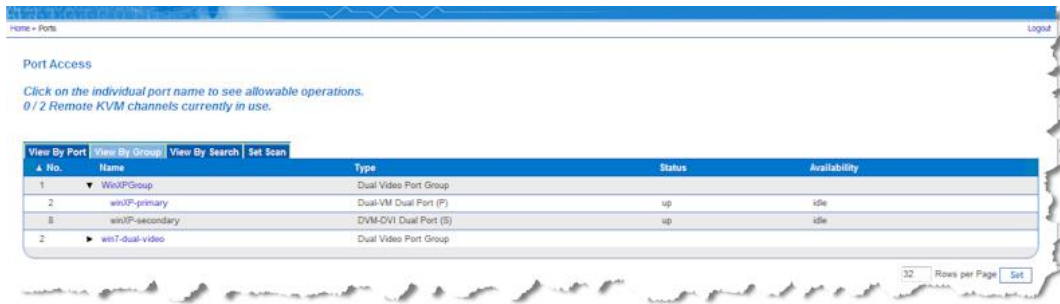 Home » Ports
Logout
Port Access
Click on the individual port name to see allowable operations.
0 / 2 Remote KVM channels currently in use.
View By Port View By Group View By Search Set Scan
▲ No. Name Type Status Availability
1 ▼ WinXPGroup Dual Video Port Group
2 winXP-primary Dual-VM Dual Port (P) up idle
8 winXP-secondary DVM-DVI Dual Port (S) up idle
2 ► win7-dual-video Dual Video Port Group
32 Rows per Page Set